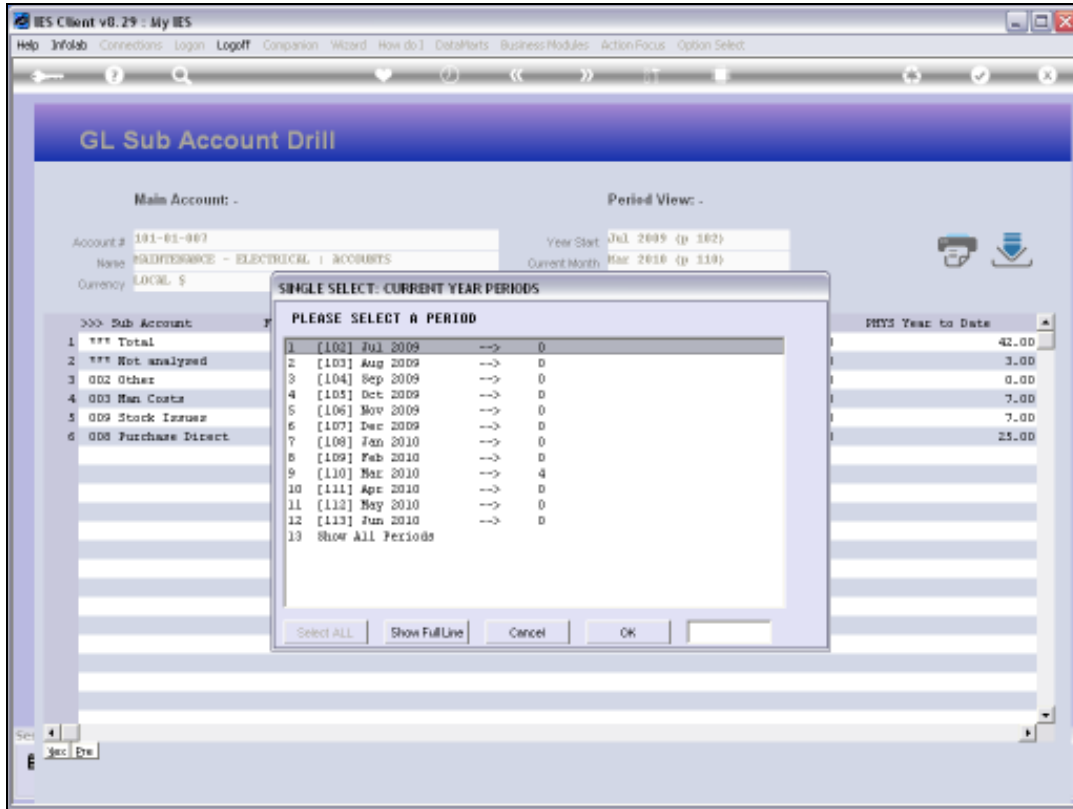 IES Client v8.29 : My IES
Help Infolab Connections Logon Logoff Companion Wizard How do I DataMarts Business Modules Action Focus Option Select
GL Sub Account Drill
Main Account: -
Period View: -
Account # 101-01-007
Year Start Jul 2009 (p 102)
Name MAINTENANCE - ELECTRICAL | ACCOUNTS
Current Month Mar 2010 (p 110)
Currency LOCAL $
SINGLE SELECT: CURRENT YEAR PERIODS
PLEASE SELECT A PERIOD
1 [102] Jul 2009 --> 0
2 [103] Aug 2009 --> 0
3 [104] Sep 2009 --> 0
4 [105] Oct 2009 --> 0
5 [106] Nov 2009 --> 0
6 [107] Dec 2009 --> 0
7 [108] Jan 2010 --> 0
8 [109] Feb 2010 --> 0
9 [110] Mar 2010 --> 4
10 [111] Apr 2010 --> 0
11 [112] May 2010 --> 0
12 [113] Jun 2010 --> 0
13 Show All Periods
Select ALL Show Full Line Cancel OK
>>> Sub Account
PHYS Year to Date
1 *** Total 42.00
2 *** Not analyzed 3.00
3 002 Other 0.00
4 003 Man Costs 7.00
5 009 Stock Issues 7.00
6 008 Purchase Direct 25.00
Pre